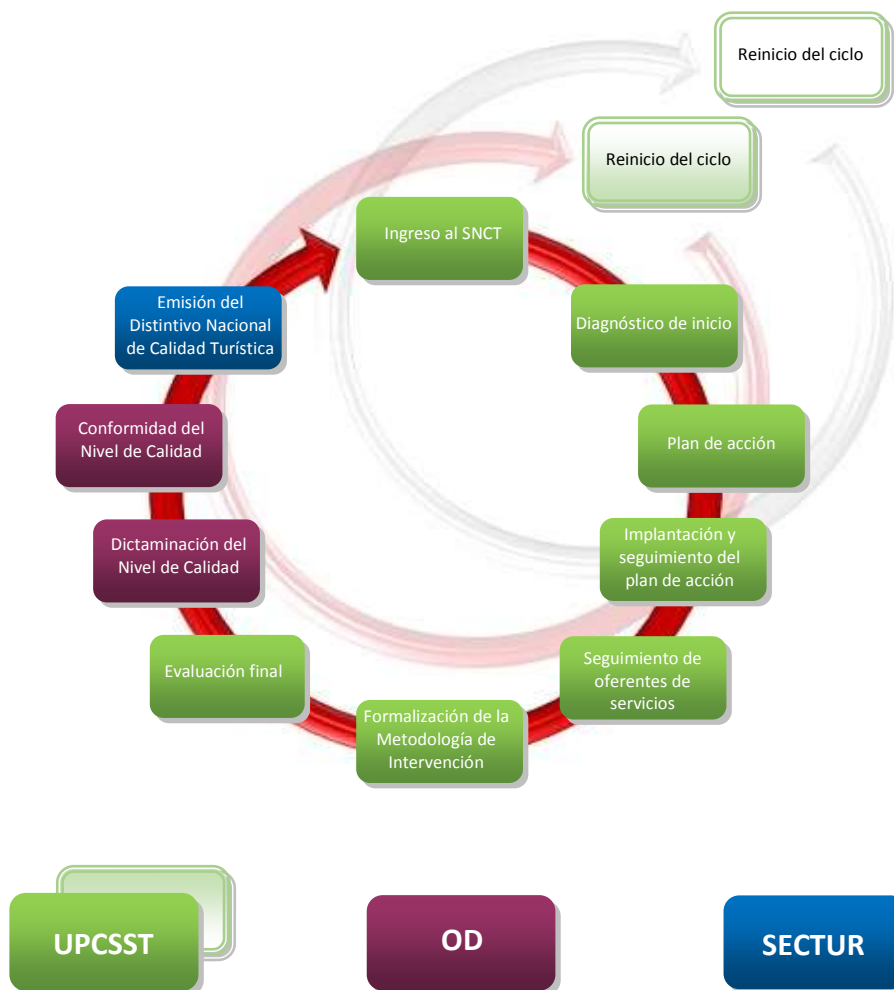 Reinicio del ciclo
Reinicio del ciclo
Ingreso al SNCT
Diagnóstico de inicio
Plan de acción
Implantación y
seguimiento del
plan de acción
Seguimiento de
oferentes de
servicios
Formalización de la
Metodología de
Intervención
Evaluación final
Dictaminación del
Nivel de Calidad
Conformidad del
Nivel de Calidad
Emisión del
Distintivo Nacional
de Calidad Turística
UPCSST
OD
SECTUR